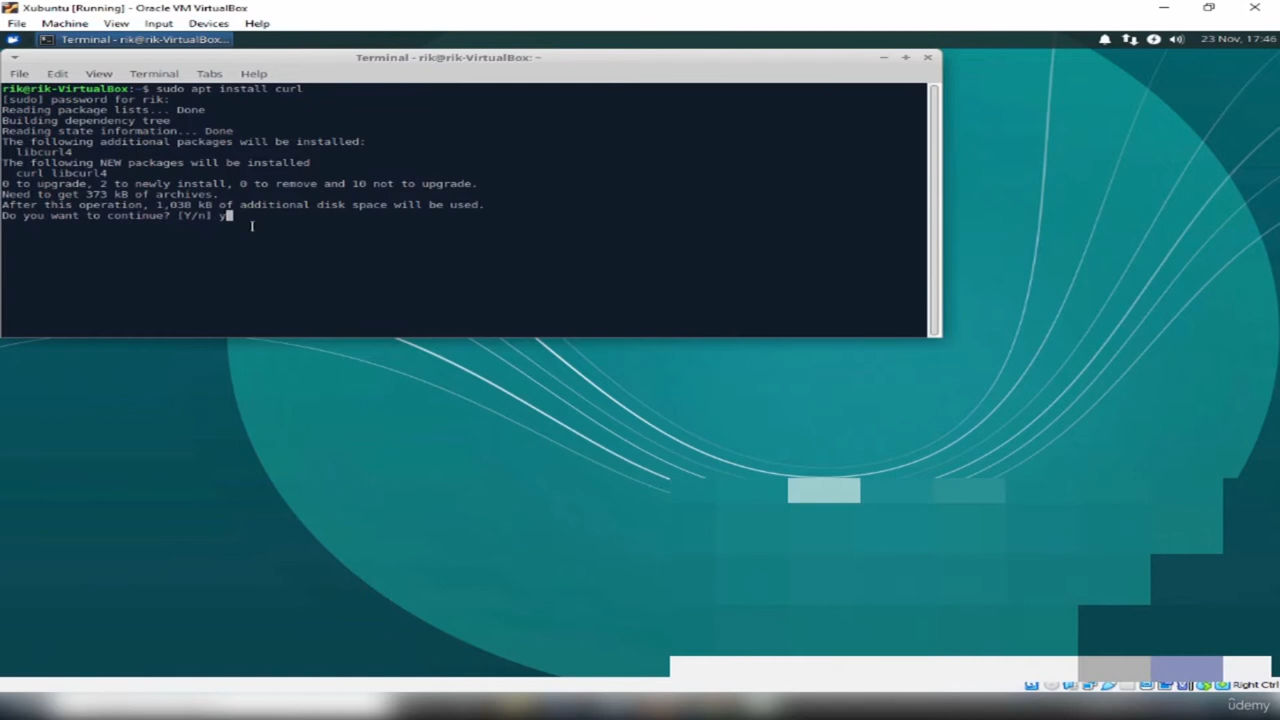 Xubuntu [Running] - Oracle VM VirtualBox
File Machine View Input Devices Help
Terminal - rik@rik-VirtualBox... 23 Nov, 17:46
Terminal - rik@rik-VirtualBox: ~
File Edit View Terminal Tabs Help
rik@rik-VirtualBox:~$ sudo apt install curl
[sudo] password for rik:
Reading package lists... Done
Building dependency tree
Reading state information... Done
The following additional packages will be installed:
libcurl4
The following NEW packages will be installed
curl libcurl4
0 to upgrade, 2 to newly install, 0 to remove and 10 not to upgrade.
Need to get 373 kB of archives.
After this operation, 1,038 kB of additional disk space will be used.
Do you want to continue? [Y/n] y
Right Ctrl
ûdemy